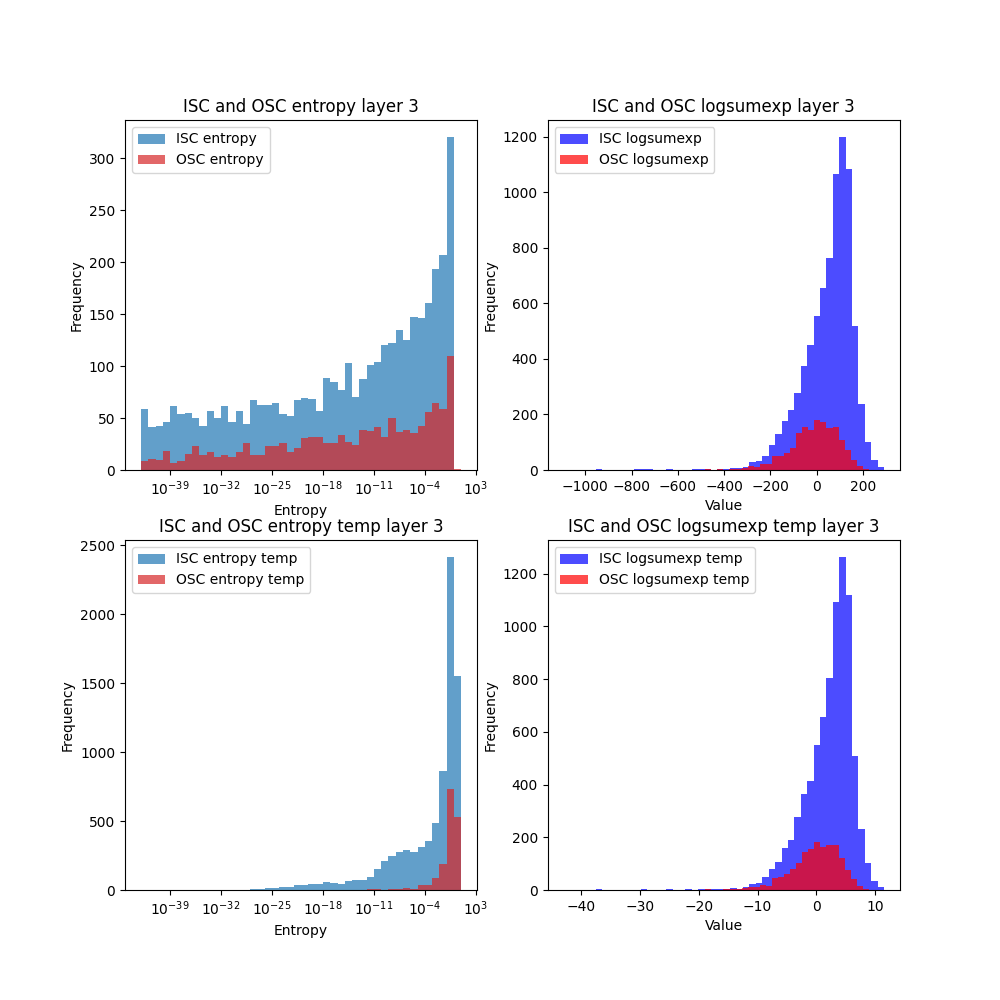 ISC and OSC entropy layer 3
ISC entropy
OSC entropy
Frequency
300
250
200
150
100
50
0
10⁻³⁹ 10⁻³² 10⁻²⁵ 10⁻¹⁸ 10⁻¹¹ 10⁻⁴ 10³
Entropy
ISC and OSC logsumexp layer 3
ISC logsumexp
OSC logsumexp
Frequency
1200
1000
800
600
400
200
0
−1000 −800 −600 −400 −200 0 200
Value
ISC and OSC entropy temp layer 3
ISC entropy temp
OSC entropy temp
Frequency
2500
2000
1500
1000
500
0
10⁻³⁹ 10⁻³² 10⁻²⁵ 10⁻¹⁸ 10⁻¹¹ 10⁻⁴ 10³
Entropy
ISC and OSC logsumexp temp layer 3
ISC logsumexp temp
OSC logsumexp temp
Frequency
1200
1000
800
600
400
200
0
−40 −30 −20 −10 0 10
Value